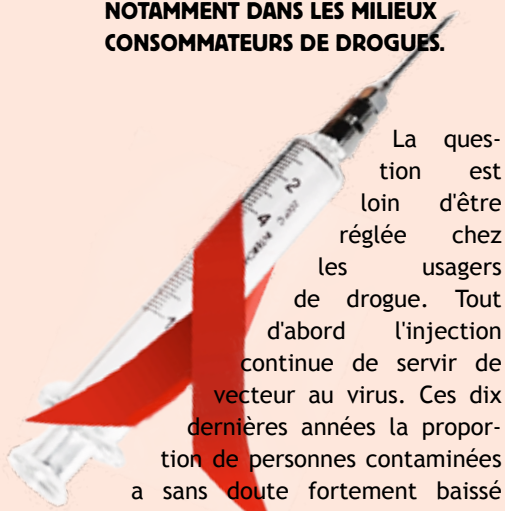 NOTAMMENT DANS LES MILIEUX
CONSOMMATEURS DE DROGUES.
La ques-
tion est
loin d'être
réglée chez
les usagers
de drogue. Tout
d'abord l'injection
continue de servir de
vecteur au virus. Ces dix
dernières années la propor-
tion de personnes contaminées
a sans doute fortement baissé
2
4